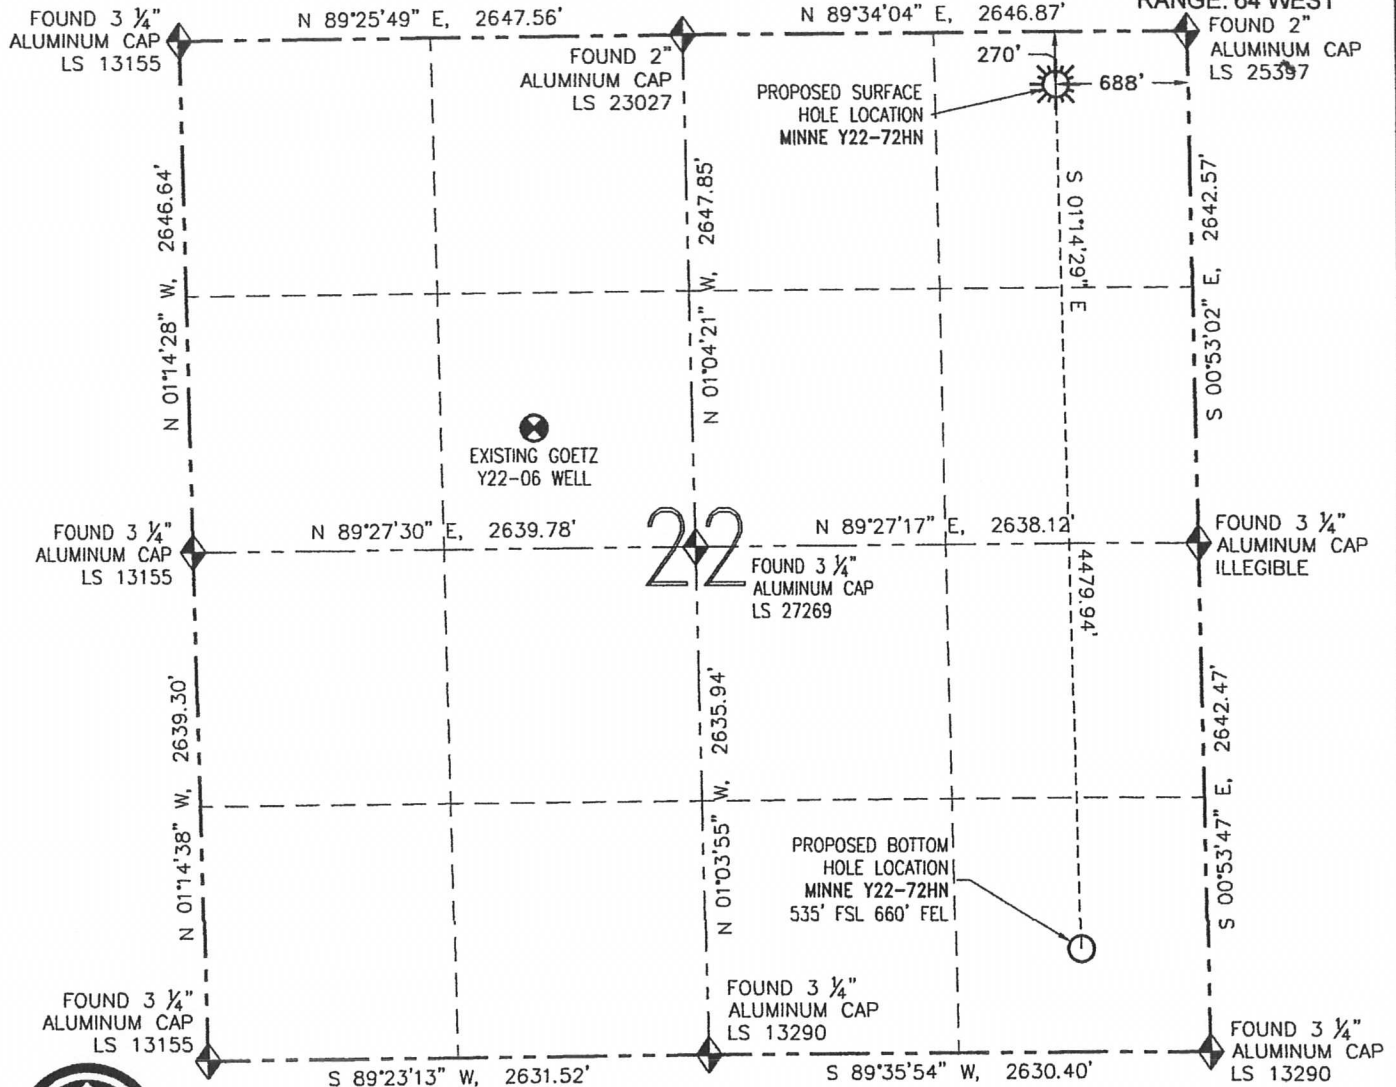 RANGE: 64 WEST
FOUND 3 ¼"
ALUMINUM CAP
LS 13155
N 89°25'49" E, 2647.56'
FOUND 2"
ALUMINUM CAP
LS 23027
N 89°34'04" E, 2646.87'
FOUND 2"
ALUMINUM CAP
LS 25397
270'
688'
PROPOSED SURFACE
HOLE LOCATION
MINNE Y22-72HN
N 01°14'28" W, 2646.64'
N 01°04'21" W, 2647.85'
S 01°14'29" E
4479.94'
S 00°53'02" E, 2642.57'
EXISTING GOETZ
Y22-06 WELL
FOUND 3 ¼"
ALUMINUM CAP
LS 13155
N 89°27'30" E, 2639.78'
22
N 89°27'17" E, 2638.12'
FOUND 3 ¼"
ALUMINUM CAP
LS 27269
FOUND 3 ¼"
ALUMINUM CAP
ILLEGIBLE
N 01°14'38" W, 2639.30'
N 01°03'55" W, 2635.94'
S 00°53'47" E, 2642.47'
PROPOSED BOTTOM
HOLE LOCATION
MINNE Y22-72HN
535' FSL 660' FEL
FOUND 3 ¼"
ALUMINUM CAP
LS 13155
S 89°23'13" W, 2631.52'
FOUND 3 ¼"
ALUMINUM CAP
LS 13290
S 89°35'54" W, 2630.40'
FOUND 3 ¼"
ALUMINUM CAP
LS 13290